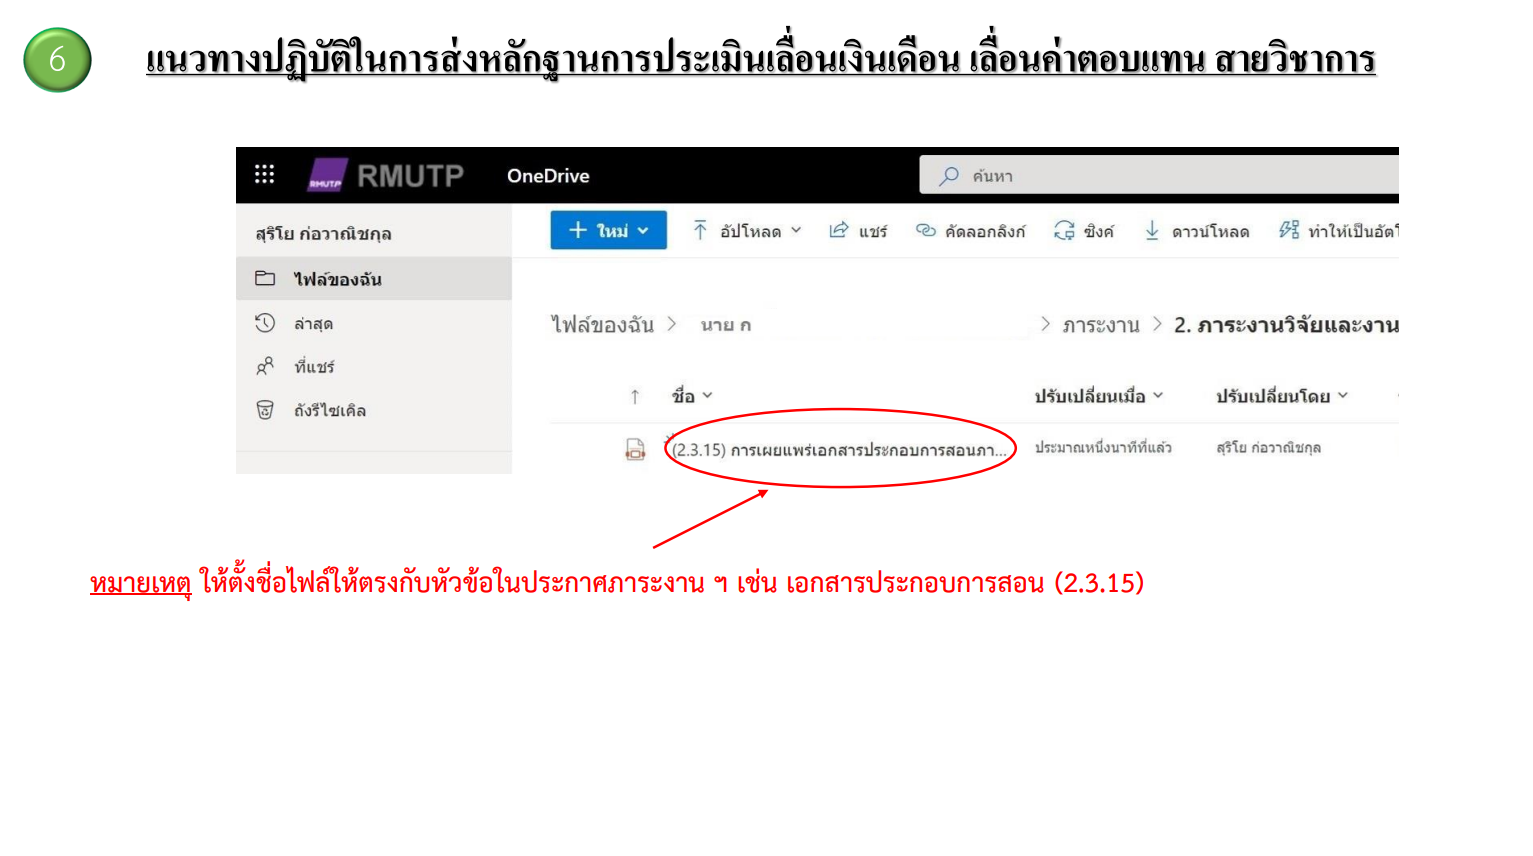 6
แนวทางปฏิบัติในการส่งหลักฐานการประเมินเลื่อนเงินเดือน เลื่อนค่าตอบแทน สายวิชาการ
RMUTP RMUTP OneDrive ค้นหา
สุริโย ก่อวาณิชกุล
ใหม่ อัปโหลด แชร์ คัดลอกลิงก์ ซิงค์ ดาวน์โหลด ทำให้เป็นอัตโ
ไฟล์ของฉัน
ล่าสุด
ที่แชร์
ถังรีไซเคิล
ไฟล์ของฉัน > นาย ก > ภาระงาน > 2. ภาระงานวิจัยและงาน
ชื่อ ปรับเปลี่ยนเมื่อ ปรับเปลี่ยนโดย
(2.3.15) การเผยแพร่เอกสารประกอบการสอนภา... ประมาณหนึ่งนาทีที่แล้ว สุริโย ก่อวาณิชกุล
หมายเหตุ ให้ตั้งชื่อไฟล์ให้ตรงกับหัวข้อในประกาศภาระงาน ฯ เช่น เอกสารประกอบการสอน (2.3.15)